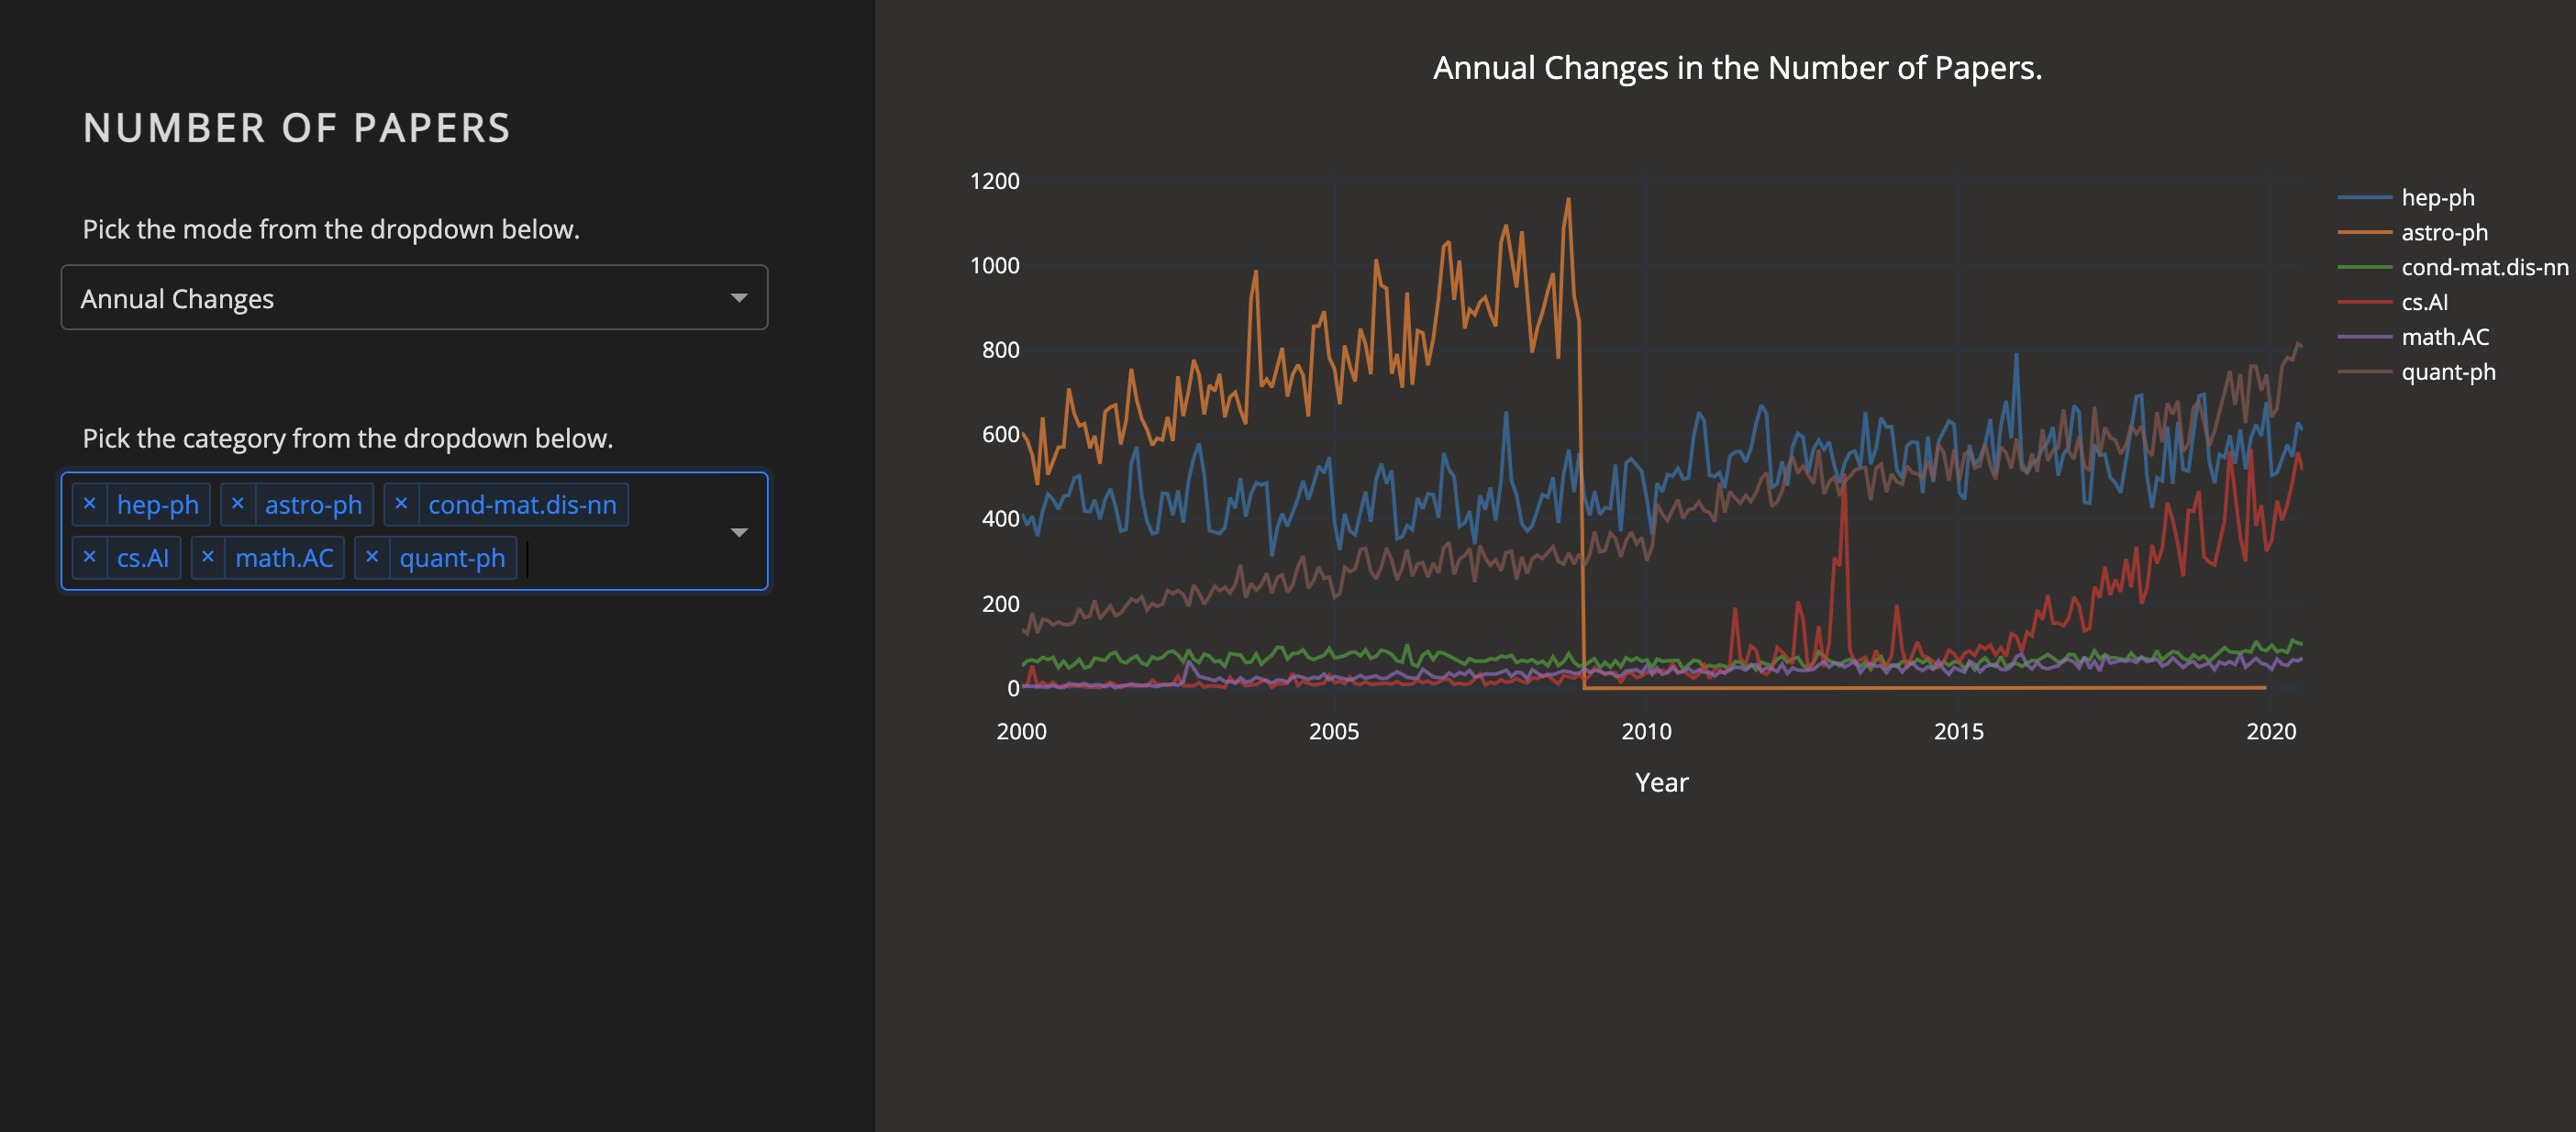 NUMBER OF PAPERS
Pick the mode from the dropdown below.
Annual Changes
Pick the category from the dropdown below.
× hep-ph × astro-ph × cond-mat.dis-nn
× cs.AI × math.AC × quant-ph
Annual Changes in the Number of Papers.
1200
1000
800
600
400
200
0
2000 2005 2010 2015 2020
Year
hep-ph
astro-ph
cond-mat.dis-nn
cs.AI
math.AC
quant-ph